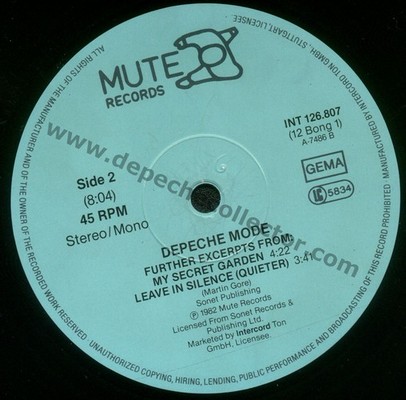 MUTE
RECORDS
INT 126.807
(12 Bong 1)
A-7486 B
GEMA
LC 5834
Side 2
(8:04)
45 RPM
Stereo/Mono
DEPECHE MODE
FURTHER EXCERPTS FROM:
MY SECRET GARDEN 4:22
LEAVE IN SILENCE (QUIETER) 3:41
(Martin Gore)
Sonet Publishing
Ⓟ 1982 Mute Records
Licensed From Sonet Records &
Publishing Ltd.
Marketed by Intercord Ton
GmbH, Licensee.
ALL RIGHTS OF THE MANUFACTURER AND OF THE OWNER OF THE RECORDED WORK RESERVED
UNAUTHORIZED COPYING, HIRING, LENDING, PUBLIC PERFORMANCE AND BROADCASTING OF THIS RECORD PROHIBITED
MANUFACTURED BY INTERCORD TON GMBH, STUTTGART, LICENSEE.
www.depechecollector.com